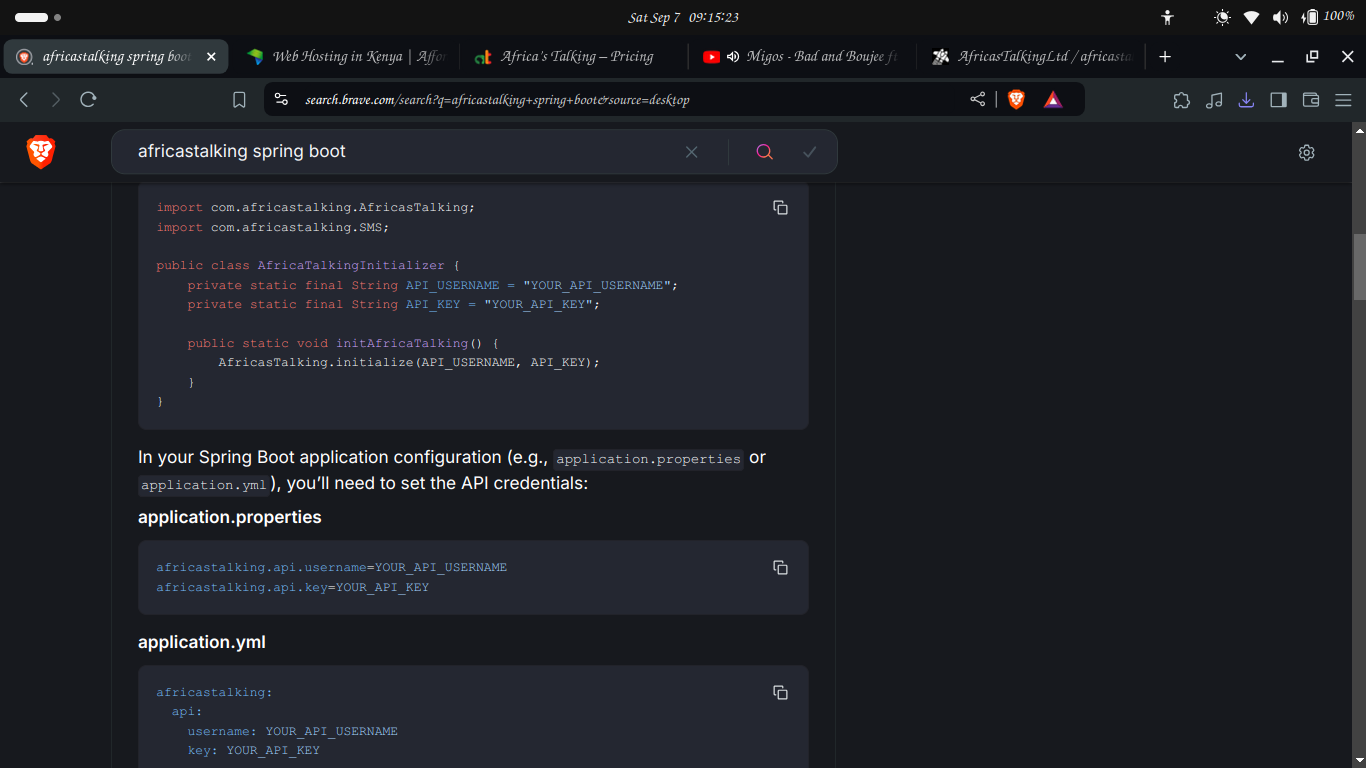 Sat Sep 7 09:15:23
100%
africastalking spring boo
Web Hosting in Kenya | Affor
Africa's Talking – Pricing
Migos - Bad and Boujee ft
AfricasTalkingLtd / africasta
search.brave.com/search?q=africastalking+spring+boot&source=desktop
africastalking spring boot
import com.africastalking.AfricasTalking;
import com.africastalking.SMS;
public class AfricaTalkingInitializer {
private static final String API_USERNAME = "YOUR_API_USERNAME";
private static final String API_KEY = "YOUR_API_KEY";
public static void initAfricaTalking() {
AfricasTalking.initialize(API_USERNAME, API_KEY);
}
}
In your Spring Boot application configuration (e.g., application.properties or
application.yml), you’ll need to set the API credentials:
application.properties
africastalking.api.username=YOUR_API_USERNAME
africastalking.api.key=YOUR_API_KEY
application.yml
africastalking:
api:
username: YOUR_API_USERNAME
key: YOUR_API_KEY